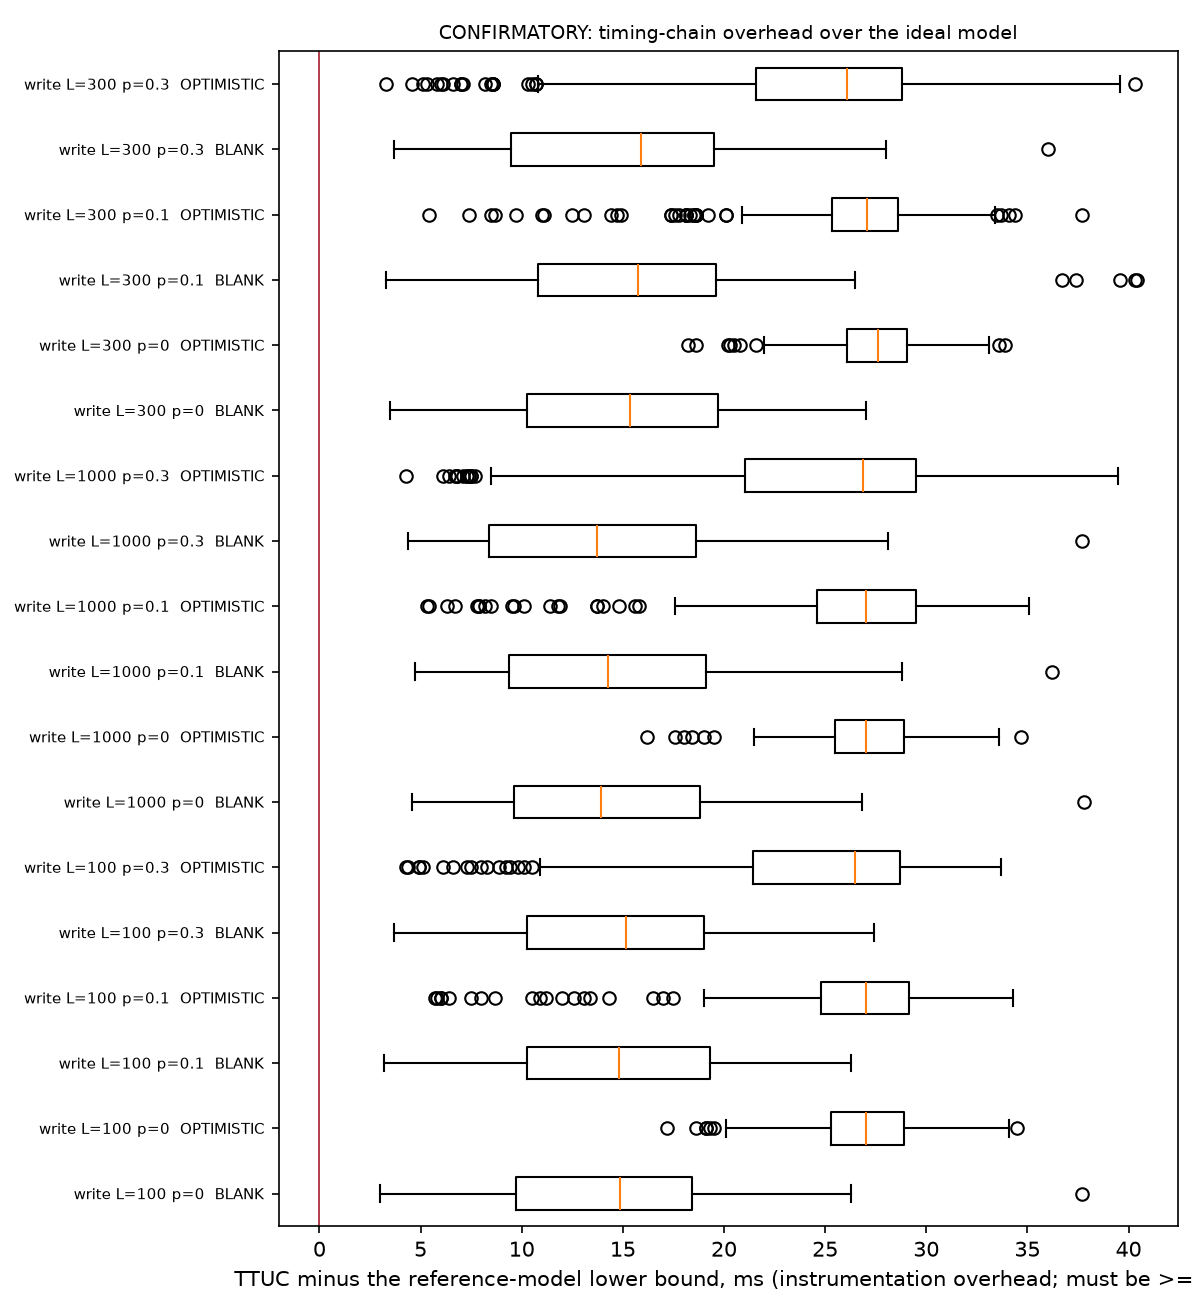 CONFIRMATORY: timing-chain overhead over the ideal model
write L=300 p=0.3  OPTIMISTIC
write L=300 p=0.3  BLANK
write L=300 p=0.1  OPTIMISTIC
write L=300 p=0.1  BLANK
write L=300 p=0  OPTIMISTIC
write L=300 p=0  BLANK
write L=1000 p=0.3  OPTIMISTIC
write L=1000 p=0.3  BLANK
write L=1000 p=0.1  OPTIMISTIC
write L=1000 p=0.1  BLANK
write L=1000 p=0  OPTIMISTIC
write L=1000 p=0  BLANK
write L=100 p=0.3  OPTIMISTIC
write L=100 p=0.3  BLANK
write L=100 p=0.1  OPTIMISTIC
write L=100 p=0.1  BLANK
write L=100 p=0  OPTIMISTIC
write L=100 p=0  BLANK
0 5 10 15 20 25 30 35 40
TTUC minus the reference-model lower bound, ms (instrumentation overhead; must be >=